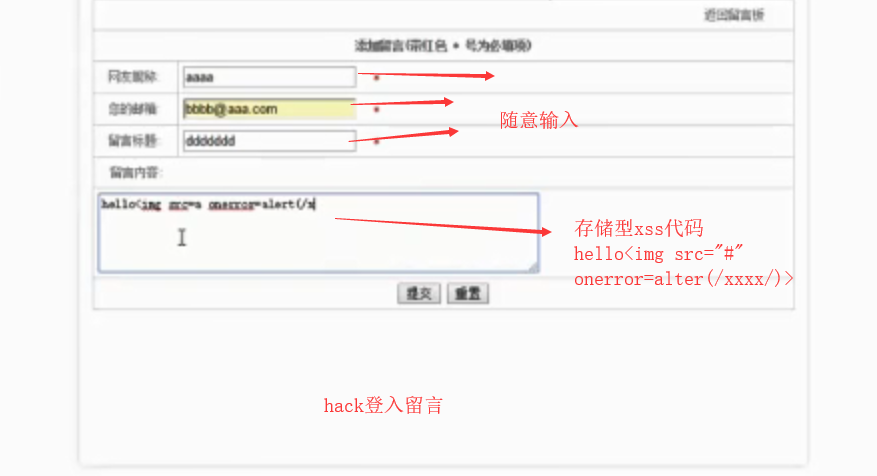 返回留言板
添加留言(带红色 * 号为必填项)
网友昵称: aaaa *
您的邮箱: bbbb@aaa.com *
随意输入
留言标题: ddddddd *
留言内容:
hello<img src=a onerror=alert(/x
存储型xss代码
hello<img src="#"
onerror=alter(/xxxx/)>
提交 重置
hack登入留言